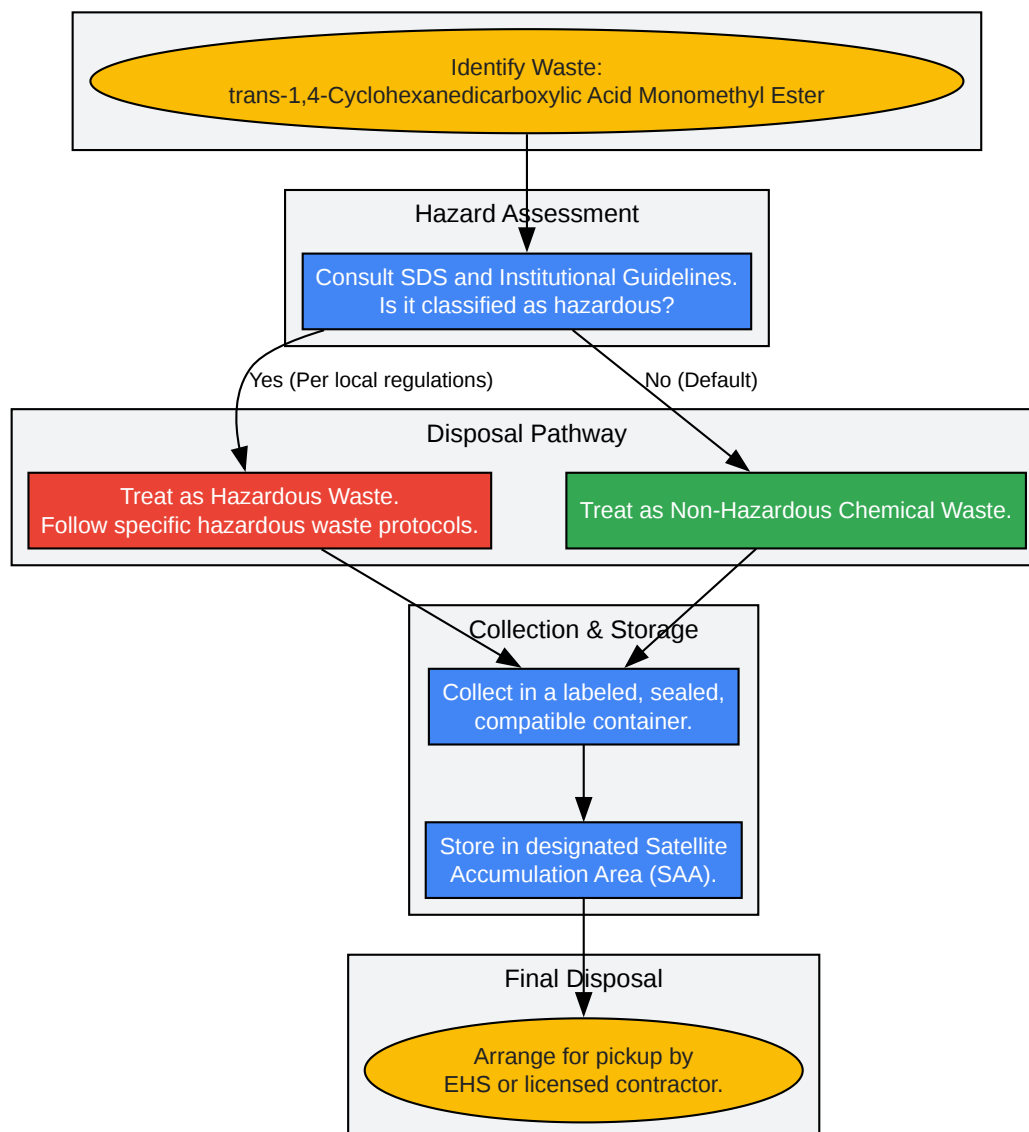 Identify Waste:
trans-1,4-Cyclohexanedicarboxylic Acid Monomethyl Ester
Hazard Assessment
Consult SDS and Institutional Guidelines.
Is it classified as hazardous?
Yes (Per local regulations)
No (Default)
Disposal Pathway
Treat as Hazardous Waste.
Follow specific hazardous waste protocols.
Treat as Non-Hazardous Chemical Waste.
Collection & Storage
Collect in a labeled, sealed,
compatible container.
Store in designated Satellite
Accumulation Area (SAA).
Final Disposal
Arrange for pickup by
EHS or licensed contractor.